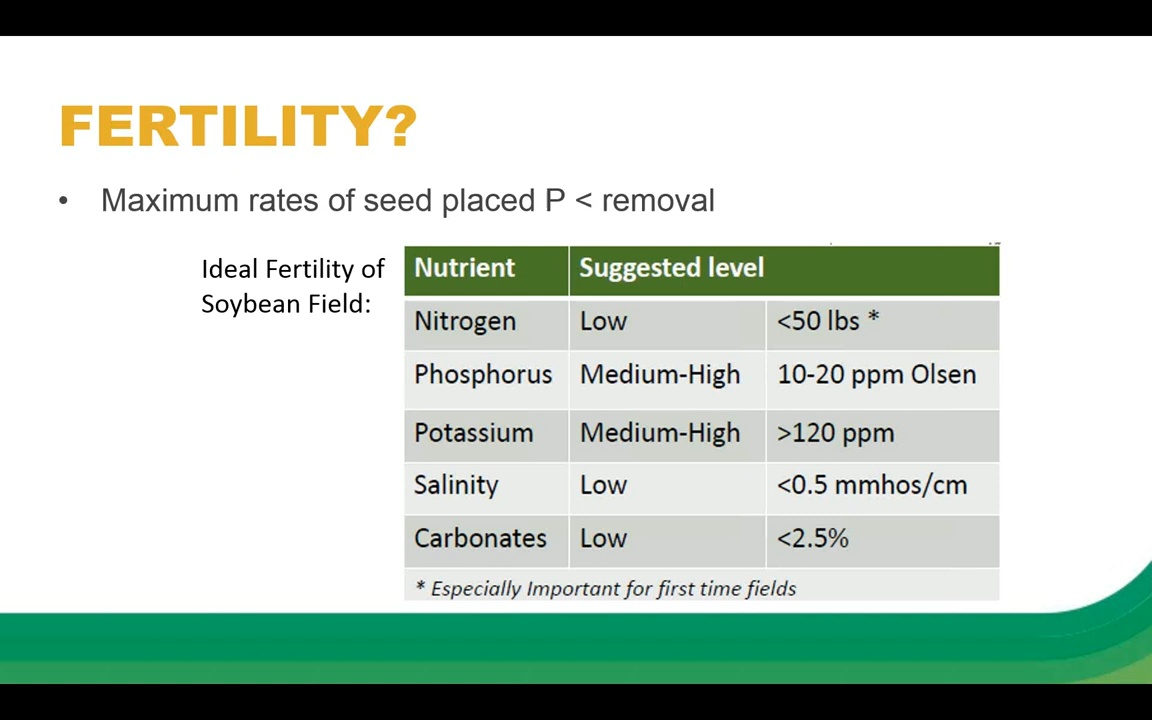 FERTILITY?
• Maximum rates of seed placed P < removal
Ideal Fertility of
Soybean Field:
Nutrient Suggested level
Nitrogen Low <50 lbs *
Phosphorus Medium-High 10-20 ppm Olsen
Potassium Medium-High >120 ppm
Salinity Low <0.5 mmhos/cm
Carbonates Low <2.5%
* Especially Important for first time fields